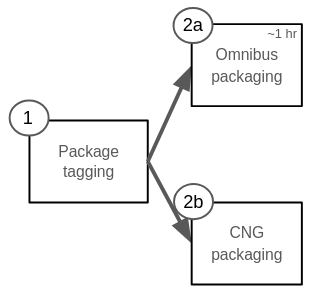 1
Package
tagging
2a
~1 hr
Omnibus
packaging
2b
CNG
packaging